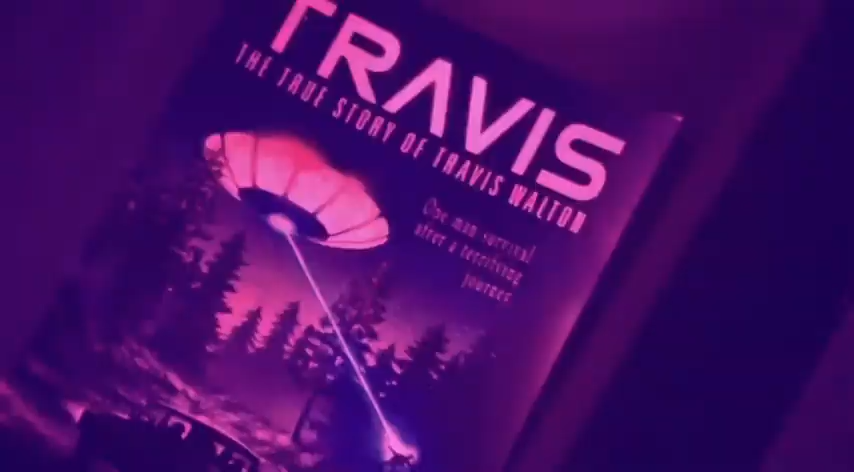 TRAVIS
THE TRUE STORY OF TRAVIS WALTON
One man survival
after a terrifying
journey